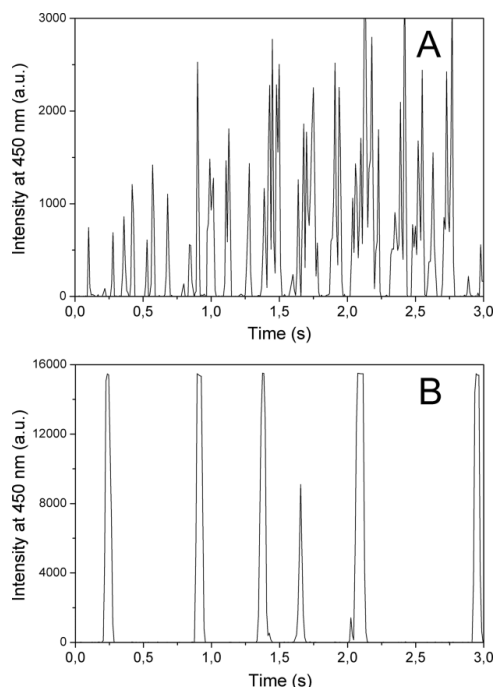 A
3000
2000
1000
0
Intensity at 450 nm (a.u.)
0,0 0,5 1,0 1,5 2,0 2,5 3,0
Time (s)
B
16000
12000
8000
4000
0
Intensity at 450 nm (a.u.)
0,0 0,5 1,0 1,5 2,0 2,5 3,0
Time (s)